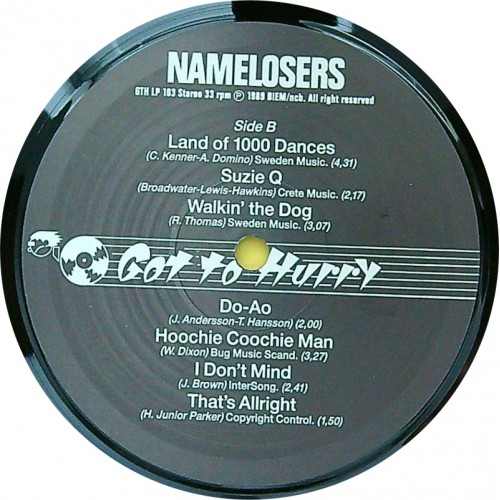 NAMELOSERS
GTH LP 103 Stereo 33 rpm Ⓟ 1989 BIEM/ncb. All right reserved
Side B
Land of 1000 Dances
(C. Kenner-A. Domino) Sweden Music. (4,31)
Suzie Q
(Broadwater-Lewis-Hawkins) Crete Music. (2,17)
Walkin' the Dog
(R. Thomas) Sweden Music. (3,07)
Got to Hurry
Do-Ao
(J. Andersson-T. Hansson) (2,00)
Hoochie Coochie Man
(W. Dixon) Bug Music Scand. (3,27)
I Don't Mind
(J. Brown) InterSong. (2,41)
That's Allright
(H. Junior Parker) Copyright Control. (1,50)